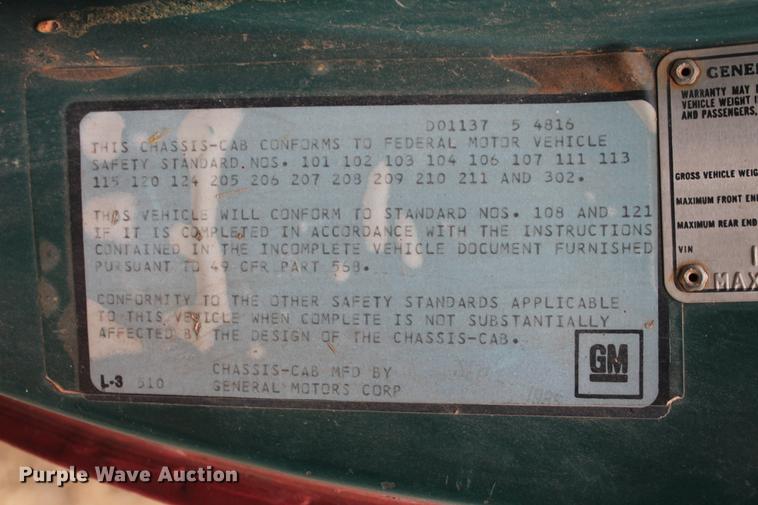 D01137 5 4816
THIS CHASSIS-CAB CONFORMS TO FEDERAL MOTOR VEHICLE
SAFETY STANDARD NOS. 101 102 103 104 106 107 111 113
115 120 124 205 206 207 208 209 210 211 AND 302.
THIS VEHICLE WILL CONFORM TO STANDARD NOS. 108 AND 121
IF IT IS COMPLETED IN ACCORDANCE WITH THE INSTRUCTIONS
CONTAINED IN THE INCOMPLETE VEHICLE DOCUMENT FURNISHED
PURSUANT TO 49 CFR PART 568.
CONFORMITY TO THE OTHER SAFETY STANDARDS APPLICABLE
TO THIS VEHICLE WHEN COMPLETE IS NOT SUBSTANTIALLY
AFFECTED BY THE DESIGN OF THE CHASSIS-CAB.
CHASSIS-CAB MFD BY
GENERAL MOTORS CORP
L-3 510
GM
GENE
WARRANTY MAY
VEHICLE WEIGHT
AND PASSENGERS,
GROSS VEHICLE WEIG
MAXIMUM FRONT EN
MAXIMUM REAR END
VIN
MAX
Purple Wave Auction